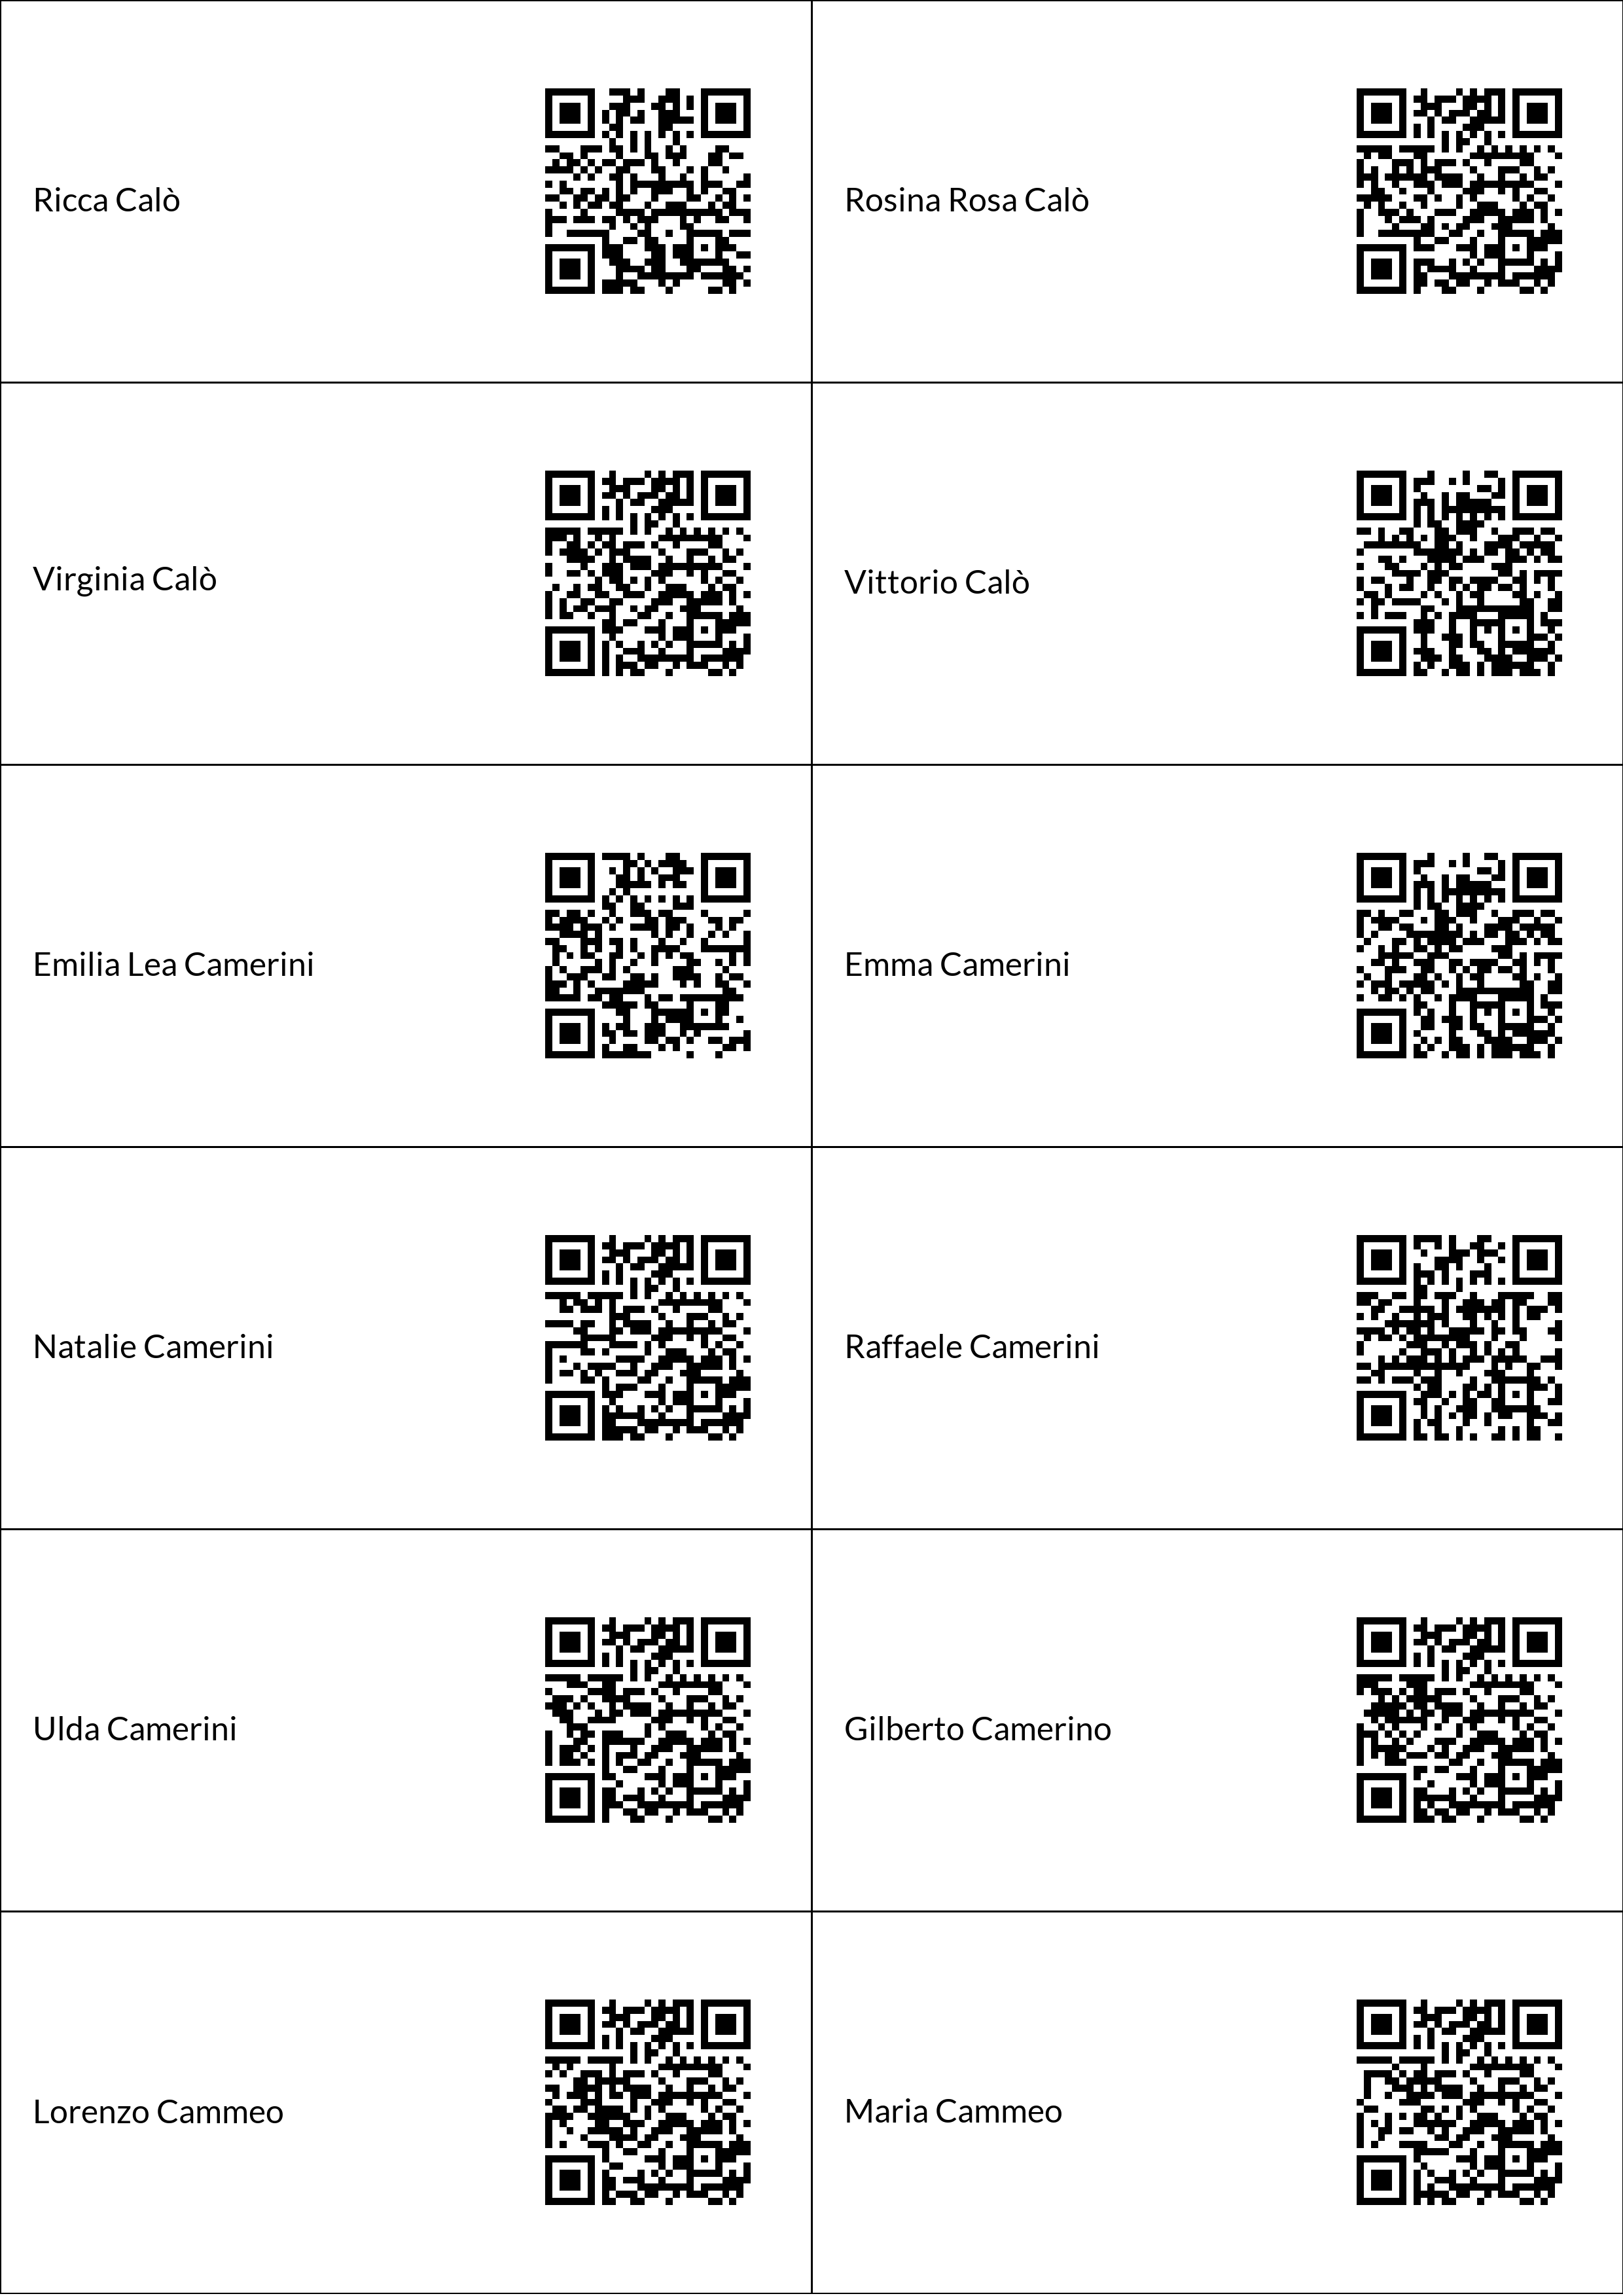 Ricca Calò
Rosina Rosa Calò
Virginia Calò
Vittorio Calò
Emilia Lea Camerini
Emma Camerini
Natalie Camerini
Raffaele Camerini
Ulda Camerini
Gilberto Camerino
Lorenzo Cammeo
Maria Cammeo